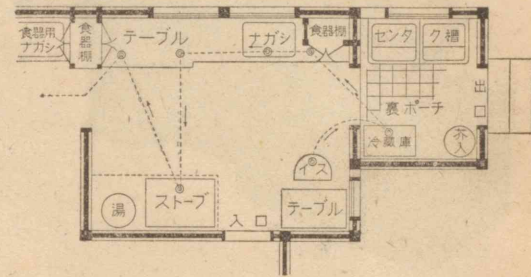 食器用
ナガシ
食器棚
テーブル
ナガシ
食器棚
センタ
ク槽
出口
裏ポーチ
冷蔵庫
芥入
イス
湯
ストーブ
テーブル
入口